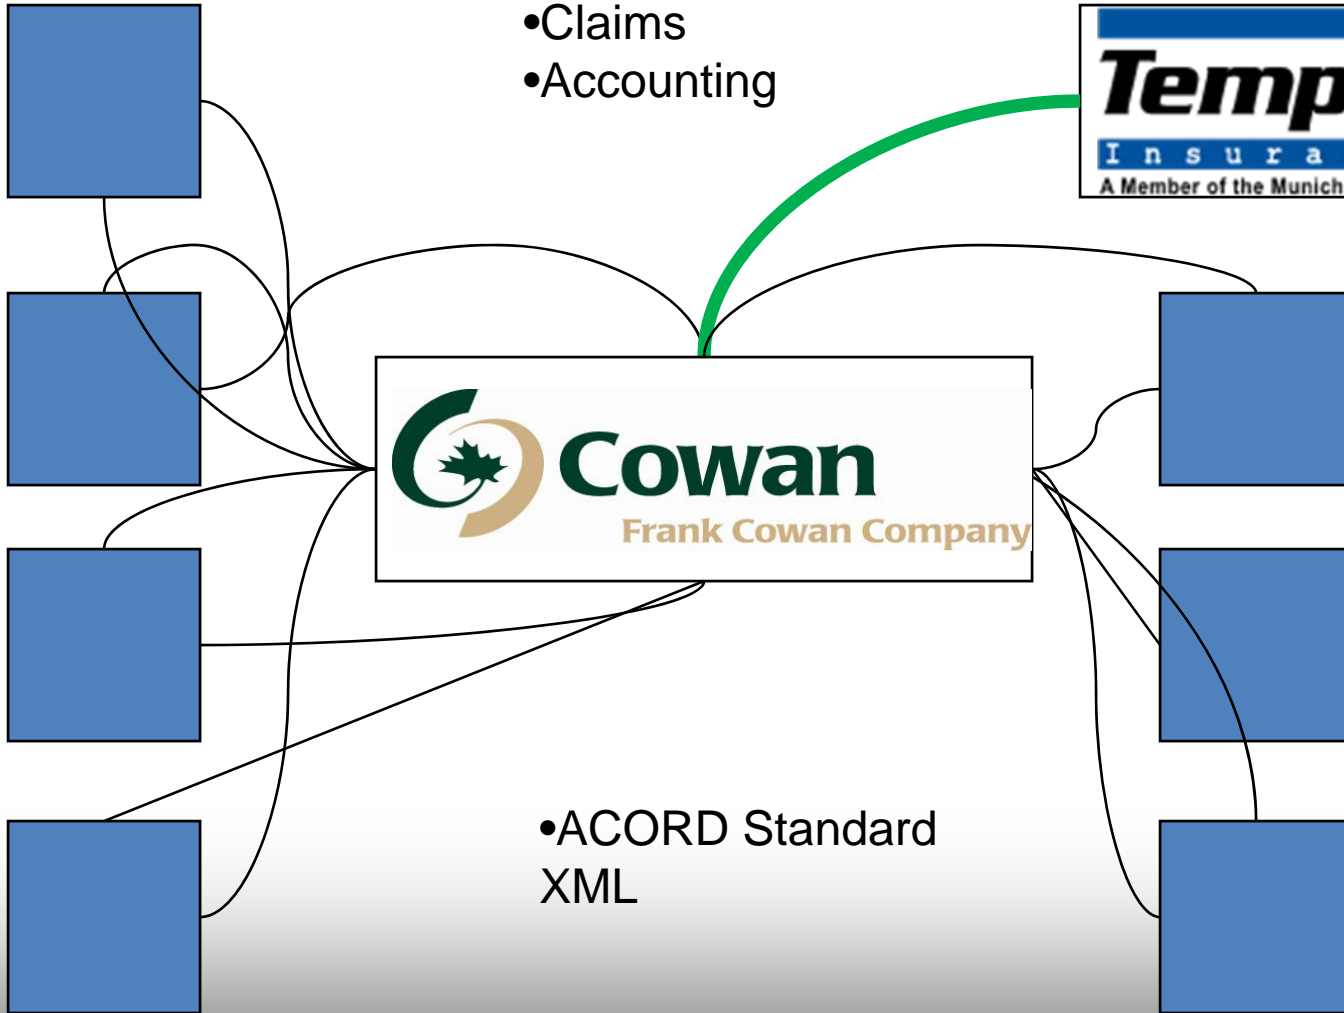 •Claims
•Accounting
Temp
Insura
A Member of the Munich
Cowan
Frank Cowan Company
•ACORD Standard
XML